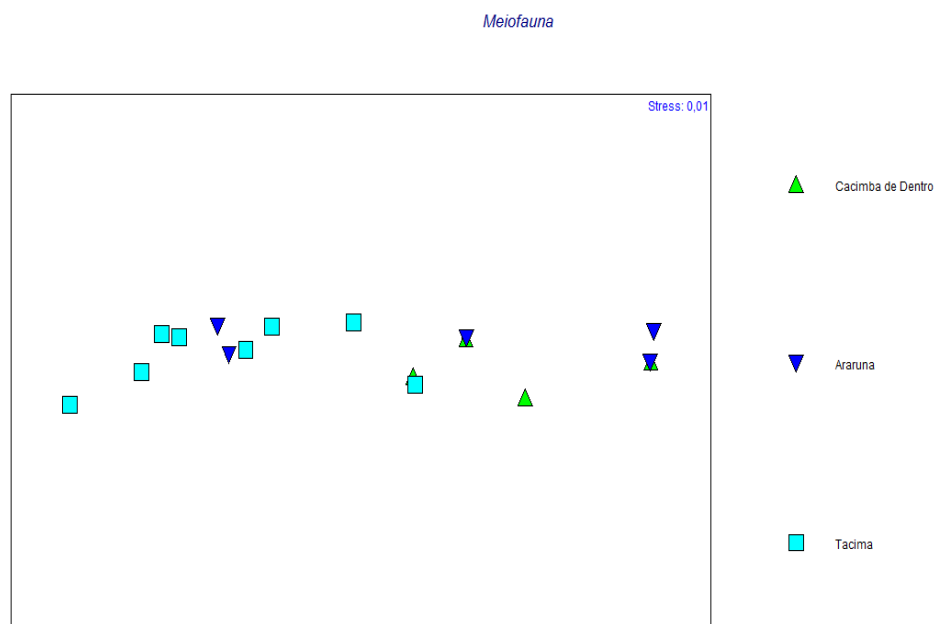 Meiofauna
Stress: 0,01
Cacimba de Dentro
Araruna
Tacima